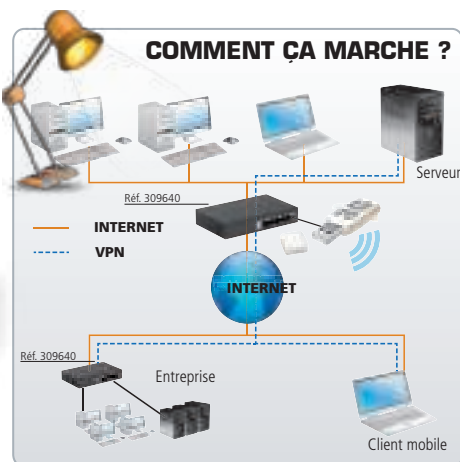 COMMENT ÇA MARCHE ?
Serveur
Réf. 309640
INTERNET
VPN
INTERNET
Réf. 309640
Entreprise
Client mobile